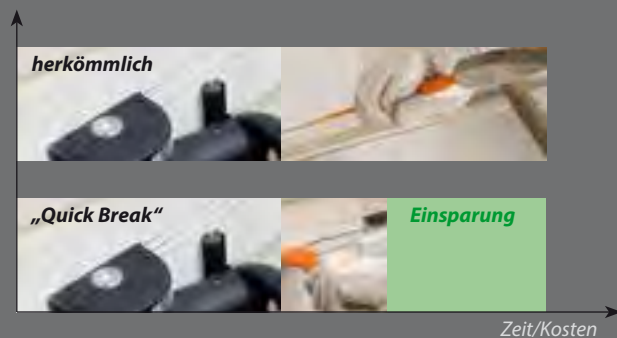 herkömmlich
„Quick Break“
Einsparung
Zeit/Kosten